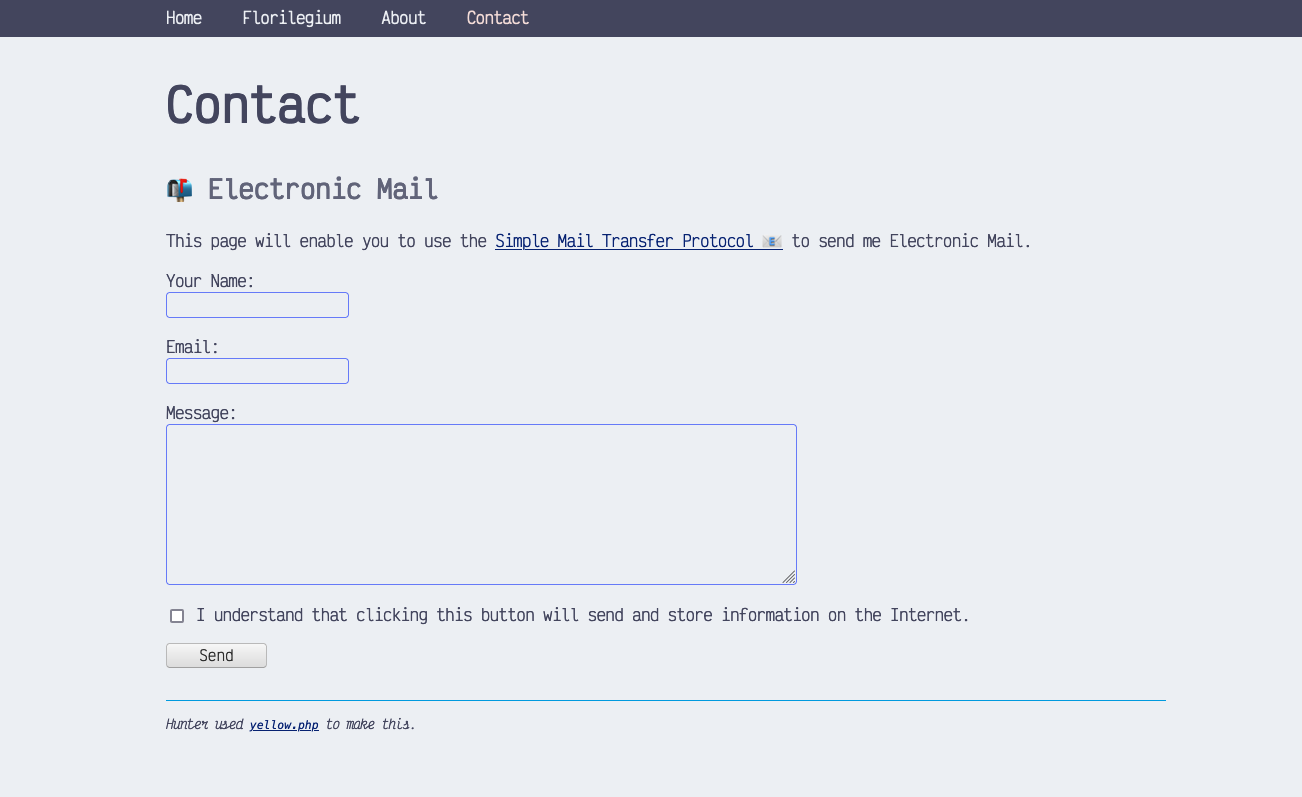 Home Florilegium About Contact
Contact
📬 Electronic Mail
This page will enable you to use the Simple Mail Transfer Protocol 📧 to send me Electronic Mail.
Your Name:
Email:
Message:
I understand that clicking this button will send and store information on the Internet.
Send
Hunter used yellow.php to make this.